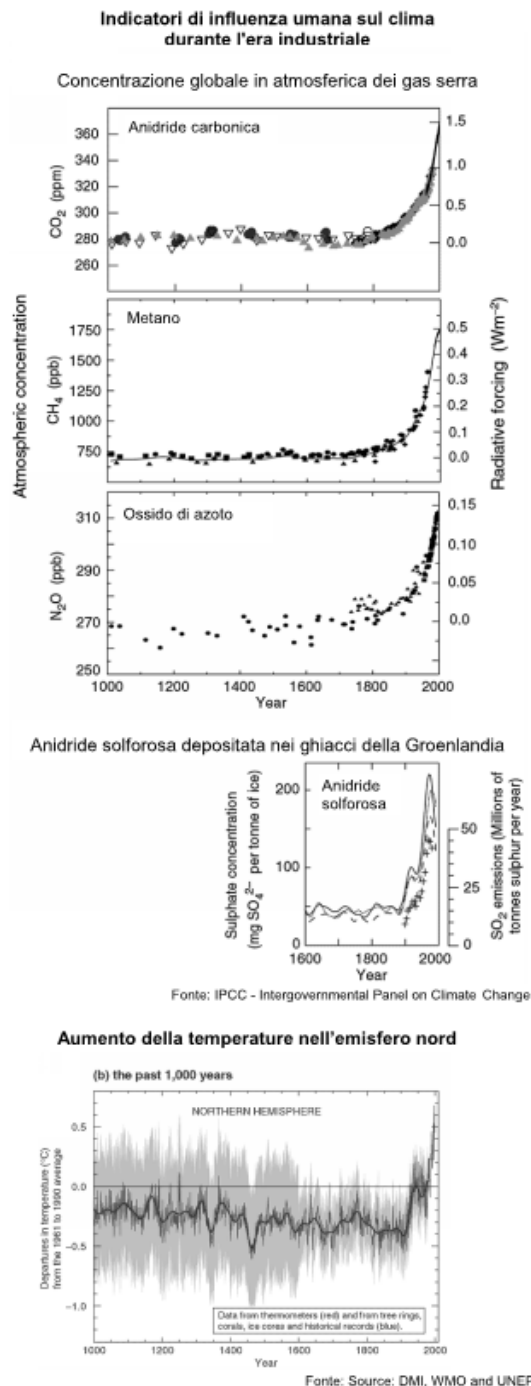 Indicatori di influenza umana sul clima
durante l'era industriale
Concentrazione globale in atmosferica dei gas serra
Anidride carbonica
360
340
320
300
280
260
CO2 (ppm)
1.5
1.0
0.5
0.0
Metano
1750
1500
1250
1000
750
CH4 (ppb)
Atmospheric concentration
0.5
0.4
0.3
0.2
0.1
0.0
Radiative forcing (Wm−2)
Ossido di azoto
310
290
270
250
N2O (ppb)
0.15
0.10
0.05
0.0
1000 1200 1400 1600 1800 2000
Year
Anidride solforosa depositata nei ghiacci della Groenlandia
Anidride
solforosa
200
100
0
Sulphate concentration
(mg SO4 2− per tonne of ice)
50
25
0
SO2 emissions (Millions of
tonnes sulphur per year)
1600 1800 2000
Year
Fonte: IPCC - Intergovernmental Panel on Climate Change
Aumento della temperature nell'emisfero nord
(b) the past 1,000 years
NORTHERN HEMISPHERE
0.5
0.0
−0.5
−1.0
Departures in temperature (°C)
from the 1961 to 1990 average
Data from thermometers (red) and from tree rings,
corals, ice cores and historical records (blue).
1000 1200 1400 1600 1800 2000
Year
Fonte: Source: DMI, WMO and UNEP